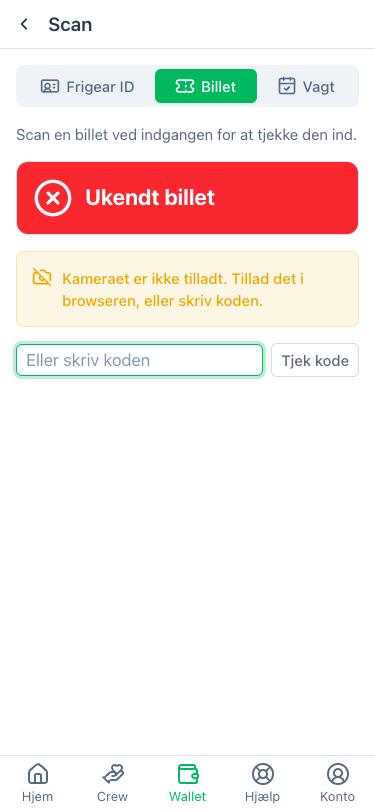 Scan
Frigear ID
Billet
Vagt
Scan en billet ved indgangen for at tjekke den ind.
Ukendt billet
Kameraet er ikke tilladt. Tillad det i
browseren, eller skriv koden.
Eller skriv koden
Tjek kode
Hjem
Crew
Wallet
Hjælp
Konto